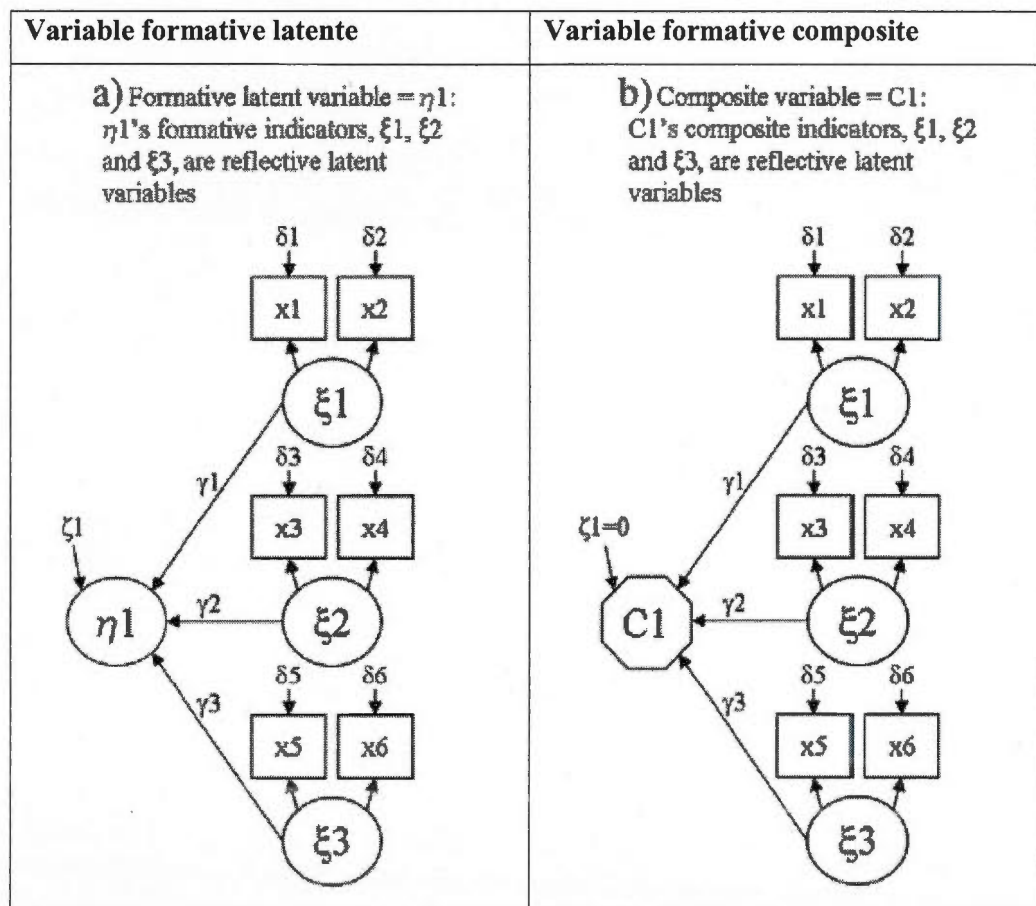 Variable formative latente
a) Formative latent variable = η1:
η1's formative indicators, ξ1, ξ2
and ξ3, are reflective latent
variables
δ1 δ2
x1 x2
ξ1
γ1
δ3 δ4
x3 x4
ζ1
η1
γ2
ξ2
δ5 δ6
γ3
x5 x6
ξ3
Variable formative composite
b) Composite variable = C1:
C1's composite indicators, ξ1, ξ2
and ξ3, are reflective latent
variables
δ1 δ2
x1 x2
ξ1
γ1
δ3 δ4
x3 x4
ζ1=0
C1
γ2
ξ2
δ5 δ6
γ3
x5 x6
ξ3